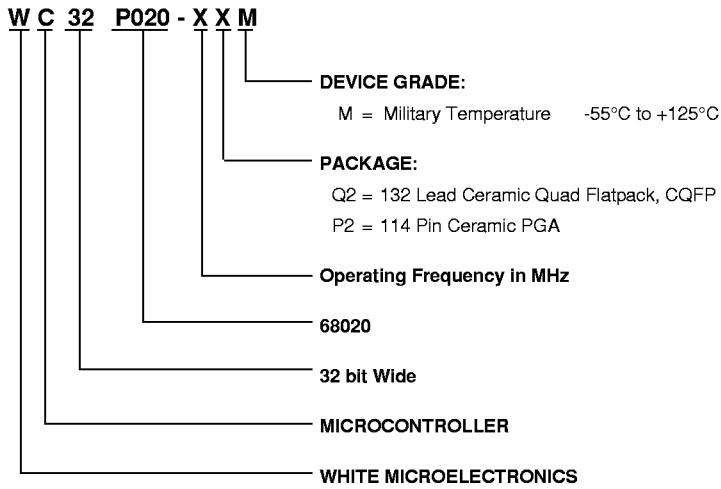 W C 32 P020 - X X M
DEVICE GRADE:
M = Military Temperature -55°C to +125°C
PACKAGE:
Q2 = 132 Lead Ceramic Quad Flatpack, CQFP
P2 = 114 Pin Ceramic PGA
Operating Frequency in MHz
68020
32 bit Wide
MICROCONTROLLER
WHITE MICROELECTRONICS